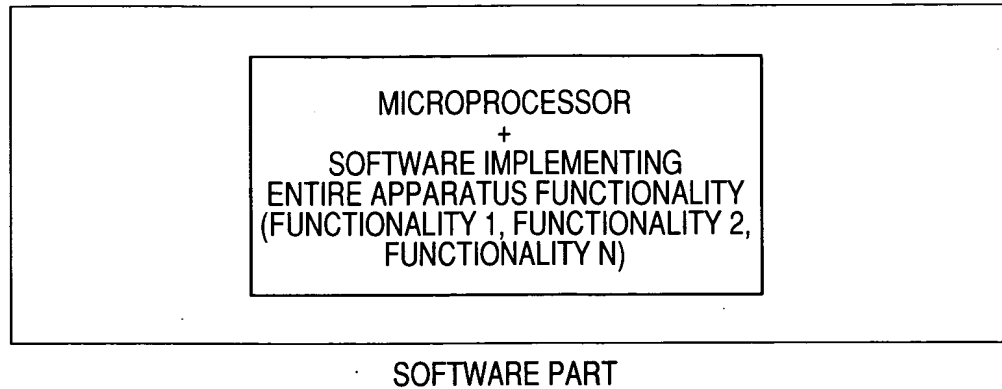 MICROPROCESSOR
+
SOFTWARE IMPLEMENTING
ENTIRE APPARATUS FUNCTIONALITY
(FUNCTIONALITY 1, FUNCTIONALITY 2,
FUNCTIONALITY N)
SOFTWARE PART